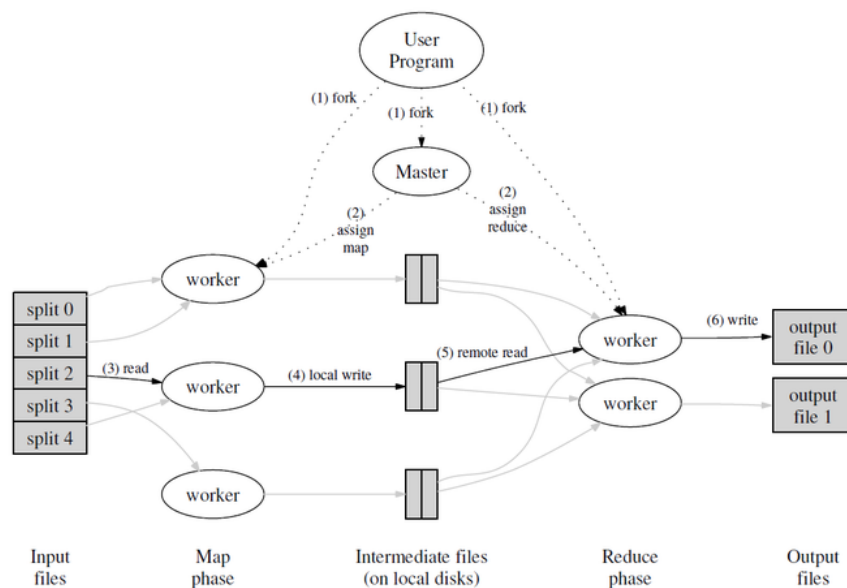 User
Program
(1) fork
(1) fork
(1) fork
Master
(2)
assign
map
(2)
assign
reduce
worker
split 0
split 1
split 2
split 3
split 4
(3) read
worker
(4) local write
(5) remote read
worker
(6) write
output
file 0
worker
output
file 1
worker
Input
files
Map
phase
Intermediate files
(on local disks)
Reduce
phase
Output
files